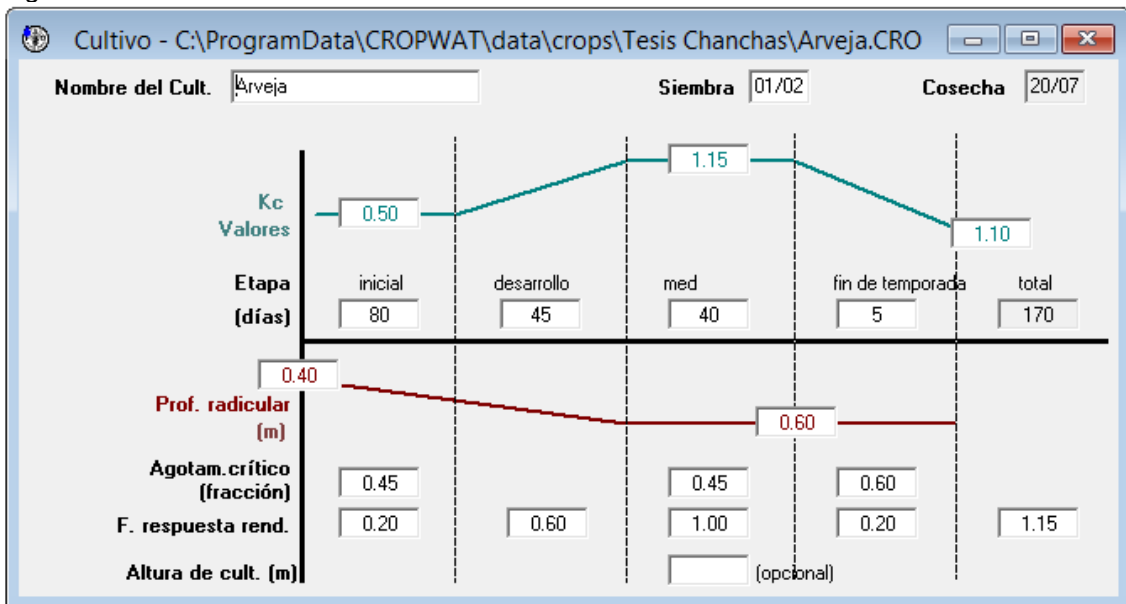 Cultivo - C:\ProgramData\CROPWAT\data\crops\Tesis Chanchas\Arveja.CRO
Nombre del Cult. Arveja Siembra 01/02 Cosecha 20/07
1.15
Kc 0.50
Valores 1.10
Etapa inicial desarrollo med fin de temporada total
(días) 80 45 40 5 170
0.40
Prof. radicular 0.60
(m)
Agotam.crítico
(fracción) 0.45 0.45 0.60
F. respuesta rend. 0.20 0.60 1.00 0.20 1.15
Altura de cult. (m) (opcional)